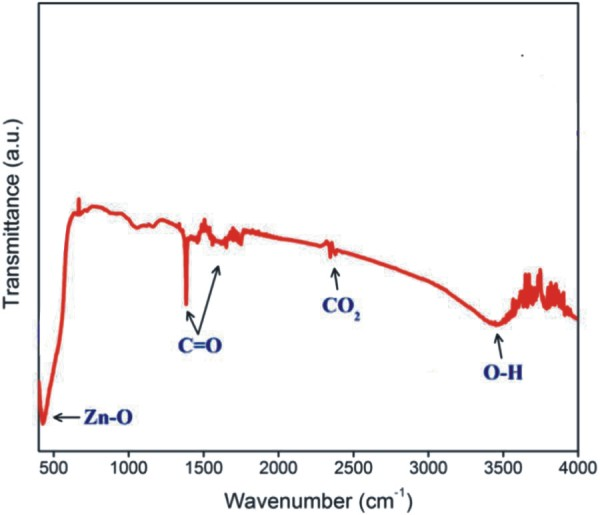 Transmittance (a.u.)
CO2
C=O
O-H
Zn-O
500 1000 1500 2000 2500 3000 3500 4000
Wavenumber (cm-1)